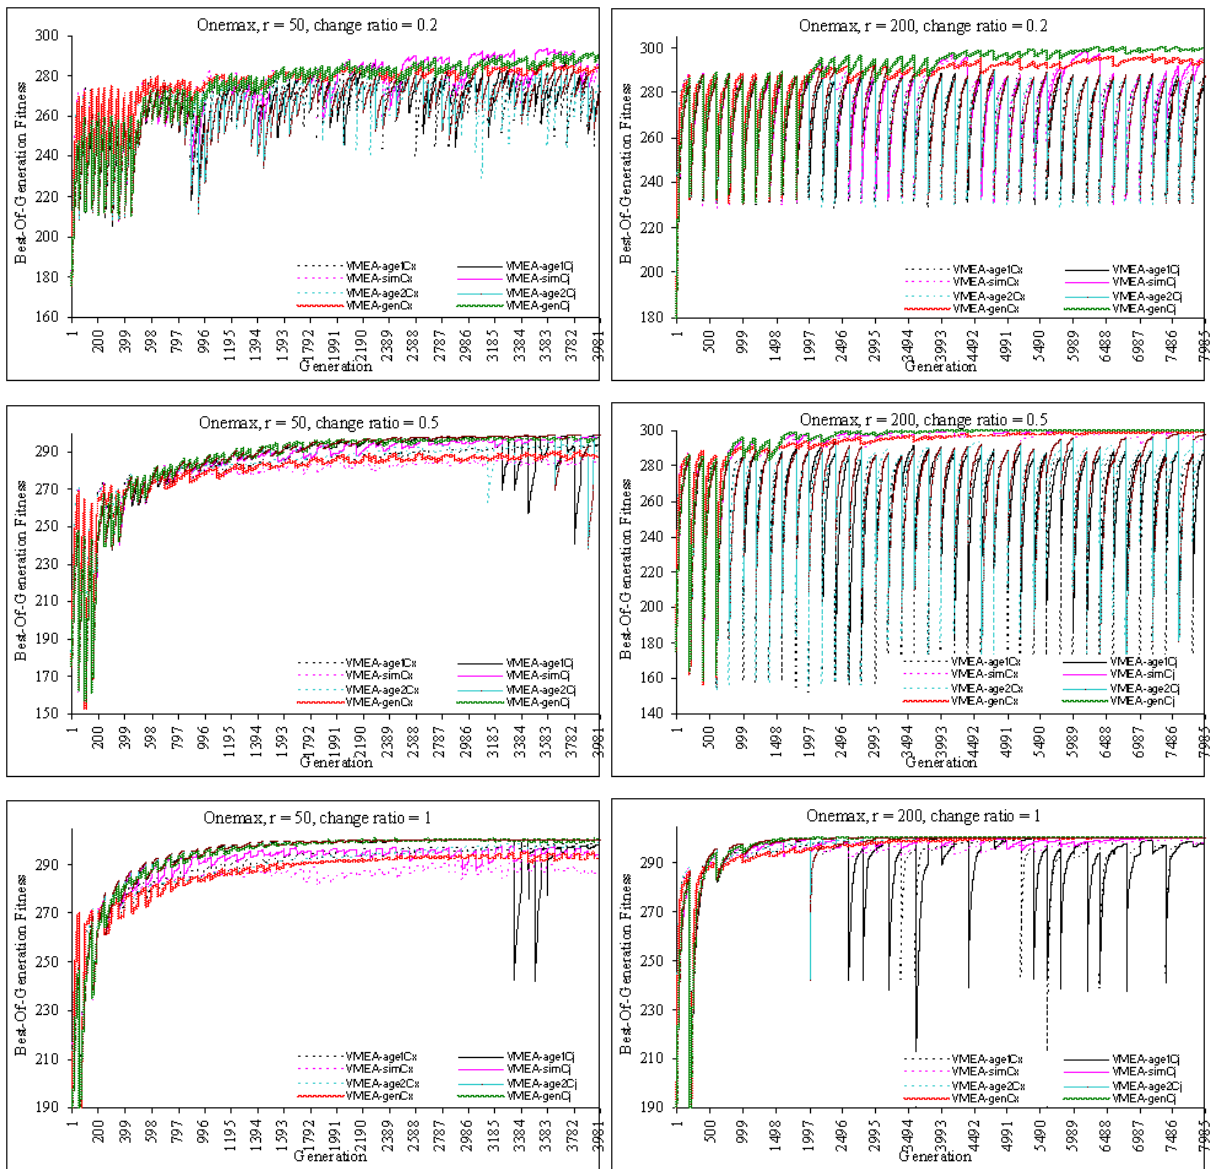 Onemax, r = 50, change ratio = 0.2
Best-Of-Generation Fitness
300
280
260
240
220
200
180
160
VMEA-age1Cx VMEA-age1Cj
VMEA-simCx VMEA-simCj
VMEA-age2Cx VMEA-age2Cj
VMEA-genCx VMEA-genCj
1 200 399 598 797 996 1195 1394 1593 1792 1991 2190 2389 2588 2787 2986 3185 3384 3583 3782 3981
Generation
Onemax, r = 200, change ratio = 0.2
Best-Of-Generation Fitness
300
280
260
240
220
200
180
VMEA-age1Cx VMEA-age1Cj
VMEA-simCx VMEA-simCj
VMEA-age2Cx VMEA-age2Cj
VMEA-genCx VMEA-genCj
1 500 999 1498 1997 2496 2995 3494 3993 4492 4991 5490 5989 6488 6987 7486 7985
Generation
Onemax, r = 50, change ratio = 0.5
Best-Of-Generation Fitness
290
270
250
230
210
190
170
150
VMEA-age1Cx VMEA-age1Cj
VMEA-simCx VMEA-simCj
VMEA-age2Cx VMEA-age2Cj
VMEA-genCx VMEA-genCj
1 200 399 598 797 996 1195 1394 1593 1792 1991 2190 2389 2588 2787 2986 3185 3384 3583 3782 3981
Generation
Onemax, r = 200, change ratio = 0.5
Best-Of-Generation Fitness
300
280
260
240
220
200
180
160
140
VMEA-age1Cx VMEA-age1Cj
VMEA-simCx VMEA-simCj
VMEA-age2Cx VMEA-age2Cj
VMEA-genCx VMEA-genCj
1 500 999 1498 1997 2496 2995 3494 3993 4492 4991 5490 5989 6488 6987 7486 7985
Generation
Onemax, r = 50, change ratio = 1
Best-Of-Generation Fitness
290
270
250
230
210
190
VMEA-age1Cx VMEA-age1Cj
VMEA-simCx VMEA-simCj
VMEA-age2Cx VMEA-age2Cj
VMEA-genCx VMEA-genCj
1 200 399 598 797 996 1195 1394 1593 1792 1991 2190 2389 2588 2787 2986 3185 3384 3583 3782 3981
Generation
Onemax, r = 200, change ratio = 1
Best-Of-Generation Fitness
290
270
250
230
210
190
VMEA-age1Cx VMEA-age1Cj
VMEA-simCx VMEA-simCj
VMEA-age2Cx VMEA-age2Cj
VMEA-genCx VMEA-genCj
1 500 999 1498 1997 2496 2995 3494 3993 4492 4991 5490 5989 6488 6987 7486 7985
Generation